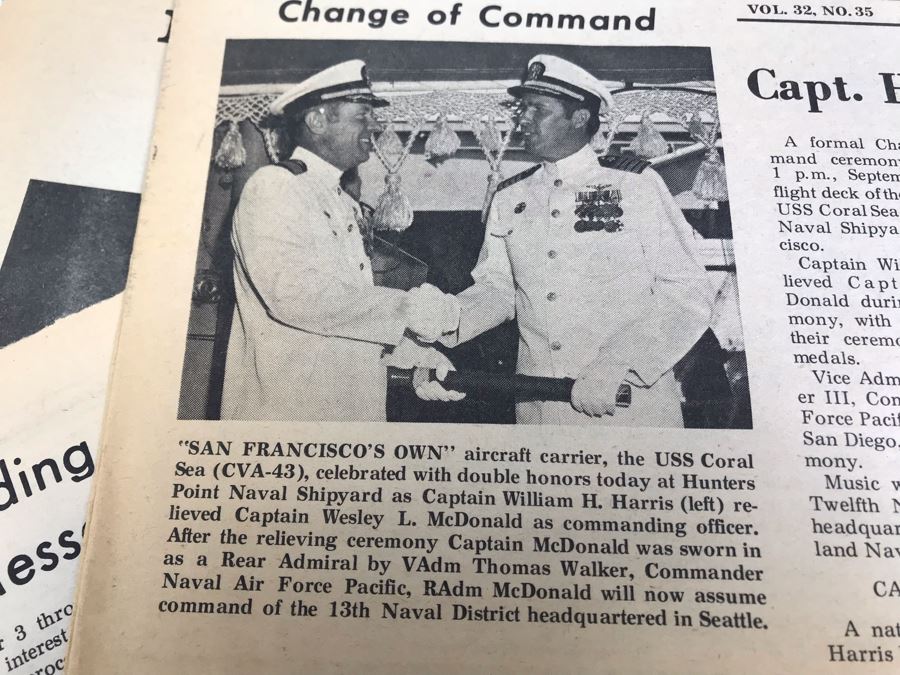 Change of Command
"SAN FRANCISCO'S OWN" aircraft carrier, the USS Coral
Sea (CVA-43), celebrated with double honors today at Hunters
Point Naval Shipyard as Captain William H. Harris (left) re-
lieved Captain Wesley L. McDonald as commanding officer.
After the relieving ceremony Captain McDonald was sworn in
as a Rear Admiral by VAdm Thomas Walker, Commander
Naval Air Force Pacific, RAdm McDonald will now assume
command of the 13th Naval District headquartered in Seattle.
VOL. 32, NO. 35
Capt. H
A formal Cha
mand ceremony
1 p.m., Septem
flight deck of the
USS Coral Sea
Naval Shipya
cisco.
Captain Wi
lieved Capt
Donald durin
mony, with
their ceremo
medals.
Vice Adm
er III, Com
Force Pacif
San Diego,
mony.
Music w
Twelfth N
headquar
land Nav
CA
A nat
Harris
ding
less
r 3 thro
interest
roc